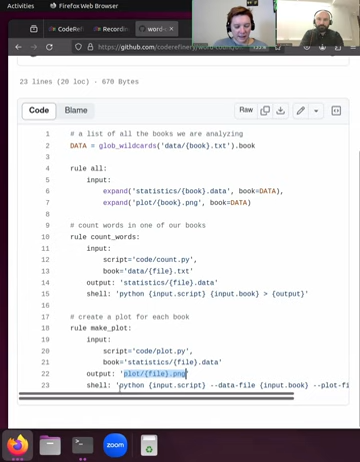 Activities
Firefox Web Browser
CodeRefi
Recordin
word-
https://github.com/coderefinery/word-count
23 lines (20 loc) · 670 Bytes
Code
Blame
Raw
1 # a list of all the books we are analyzing
2 DATA = glob_wildcards('data/{book}.txt').book
3
4 rule all:
5 input:
6 expand('statistics/{book}.data', book=DATA),
7 expand('plot/{book}.png', book=DATA)
8
9 # count words in one of our books
10 rule count_words:
11 input:
12 script='code/count.py',
13 book='data/{file}.txt'
14 output: 'statistics/{file}.data'
15 shell: 'python {input.script} {input.book} > {output}'
16
17 # create a plot for each book
18 rule make_plot:
19 input:
20 script='code/plot.py',
21 book='statistics/{file}.data'
22 output: 'plot/{file}.png'
23 shell: 'python {input.script} --data-file {input.book} --plot-fi